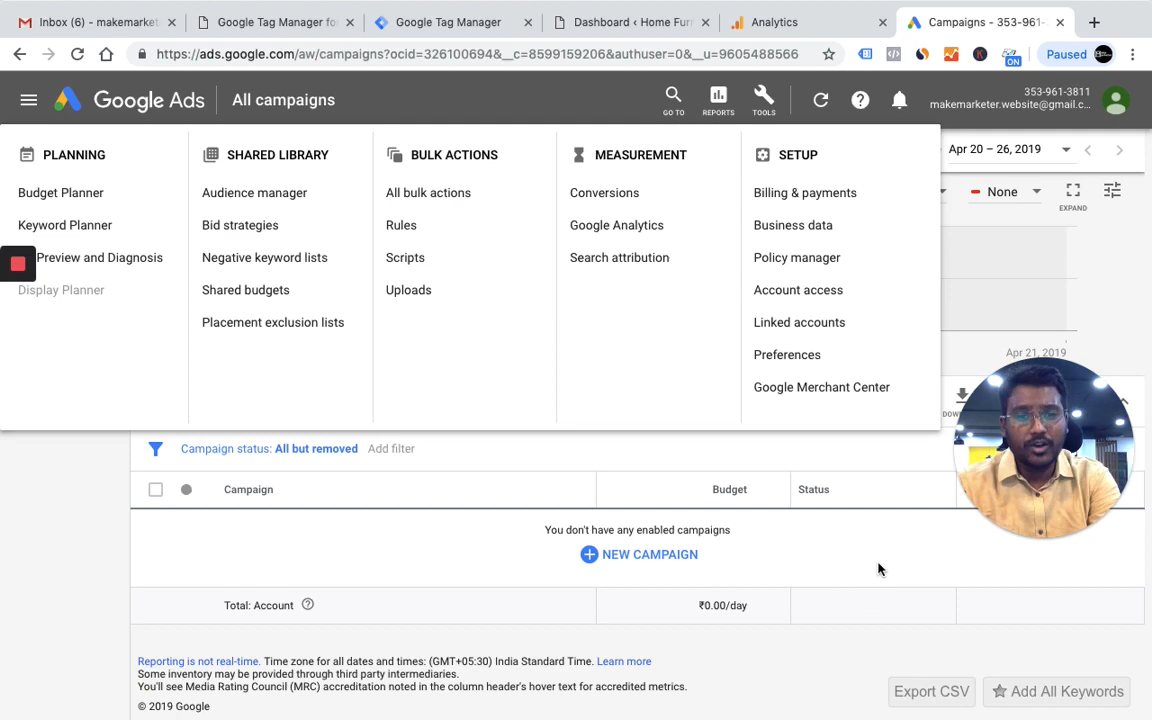 Inbox (6) - makemarket
Google Tag Manager fo
Google Tag Manager
Dashboard ‹ Home Furn
Analytics
Campaigns - 353-961-
https://ads.google.com/aw/campaigns?ocid=326100694&__c=8599159206&authuser=0&__u=9605488566
ON
Paused
Google Ads
All campaigns
GO TO
REPORTS
TOOLS
353-961-3811
makemarketer.website@gmail.c...
PLANNING
SHARED LIBRARY
BULK ACTIONS
MEASUREMENT
SETUP
Apr 20 – 26, 2019
Budget Planner
Audience manager
All bulk actions
Conversions
Billing & payments
None
EXPAND
Keyword Planner
Bid strategies
Rules
Google Analytics
Business data
Preview and Diagnosis
Negative keyword lists
Scripts
Search attribution
Policy manager
Display Planner
Shared budgets
Uploads
Account access
Placement exclusion lists
Linked accounts
Preferences
Apr 21, 2019
Google Merchant Center
Campaign status: All but removed
Add filter
Campaign
Budget
Status
You don't have any enabled campaigns
NEW CAMPAIGN
Total: Account
₹0.00/day
Reporting is not real-time. Time zone for all dates and times: (GMT+05:30) India Standard Time. Learn more
Some inventory may be provided through third party intermediaries.
You'll see Media Rating Council (MRC) accreditation noted in the column header's hover text for accredited metrics.
© 2019 Google
Export CSV
Add All Keywords